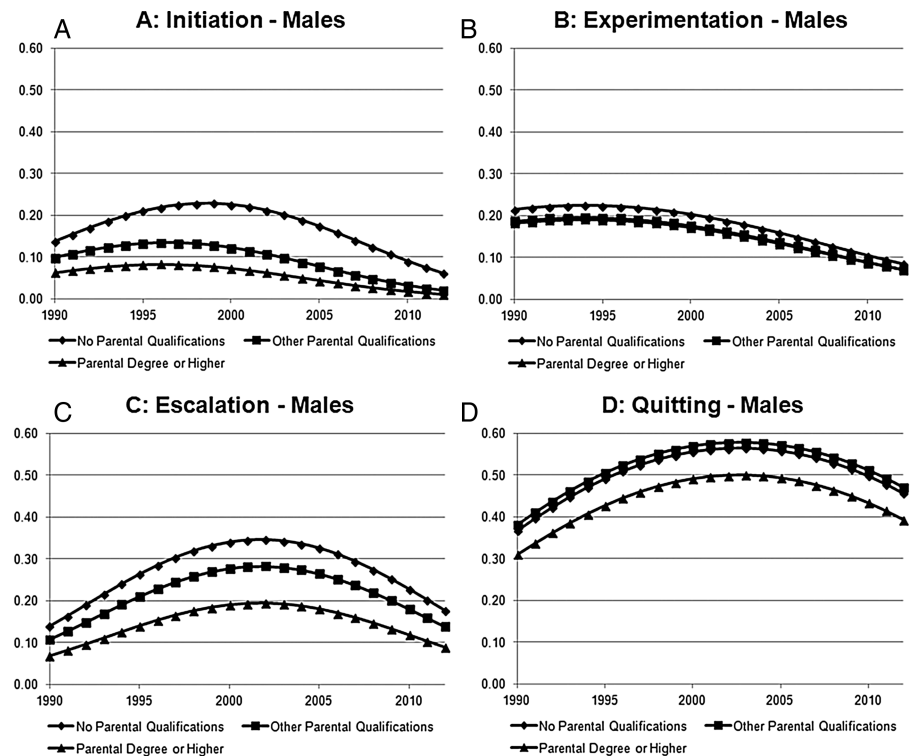 A
A: Initiation - Males
0.60
0.50
0.40
0.30
0.20
0.10
0.00
1990 1995 2000 2005 2010
No Parental Qualifications Other Parental Qualifications
Parental Degree or Higher
B
B: Experimentation - Males
0.60
0.50
0.40
0.30
0.20
0.10
0.00
1990 1995 2000 2005 2010
No Parental Qualifications Other Parental Qualifications
Parental Degree or Higher
C
C: Escalation - Males
0.60
0.50
0.40
0.30
0.20
0.10
0.00
1990 1995 2000 2005 2010
No Parental Qualifications Other Parental Qualifications
Parental Degree or Higher
D
D: Quitting - Males
0.60
0.50
0.40
0.30
0.20
0.10
0.00
1990 1995 2000 2005 2010
No Parental Qualifications Other Parental Qualifications
Parental Degree or Higher